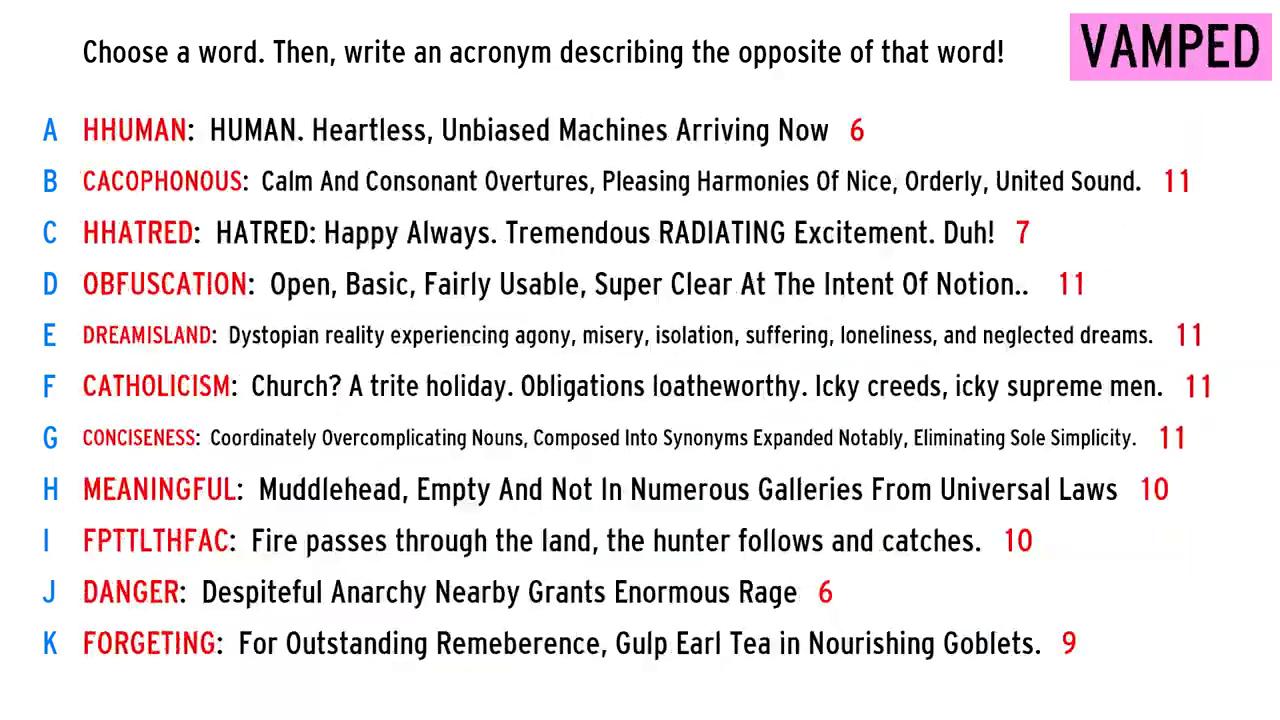 Choose a word. Then, write an acronym describing the opposite of that word!
VAMPED
A HHUMAN: HUMAN. Heartless, Unbiased Machines Arriving Now 6
B CACOPHONOUS: Calm And Consonant Overtures, Pleasing Harmonies Of Nice, Orderly, United Sound. 11
C HHATRED: HATRED: Happy Always. Tremendous RADIATING Excitement. Duh! 7
D OBFUSCATION: Open, Basic, Fairly Usable, Super Clear At The Intent Of Notion.. 11
E DREAMISLAND: Dystopian reality experiencing agony, misery, isolation, suffering, loneliness, and neglected dreams. 11
F CATHOLICISM: Church? A trite holiday. Obligations loatheworthy. Icky creeds, icky supreme men. 11
G CONCISENESS: Coordinately Overcomplicating Nouns, Composed Into Synonyms Expanded Notably, Eliminating Sole Simplicity. 11
H MEANINGFUL: Muddlehead, Empty And Not In Numerous Galleries From Universal Laws 10
I FPTTLTHFAC: Fire passes through the land, the hunter follows and catches. 10
J DANGER: Despiteful Anarchy Nearby Grants Enormous Rage 6
K FORGETING: For Outstanding Remeberence, Gulp Earl Tea in Nourishing Goblets. 9